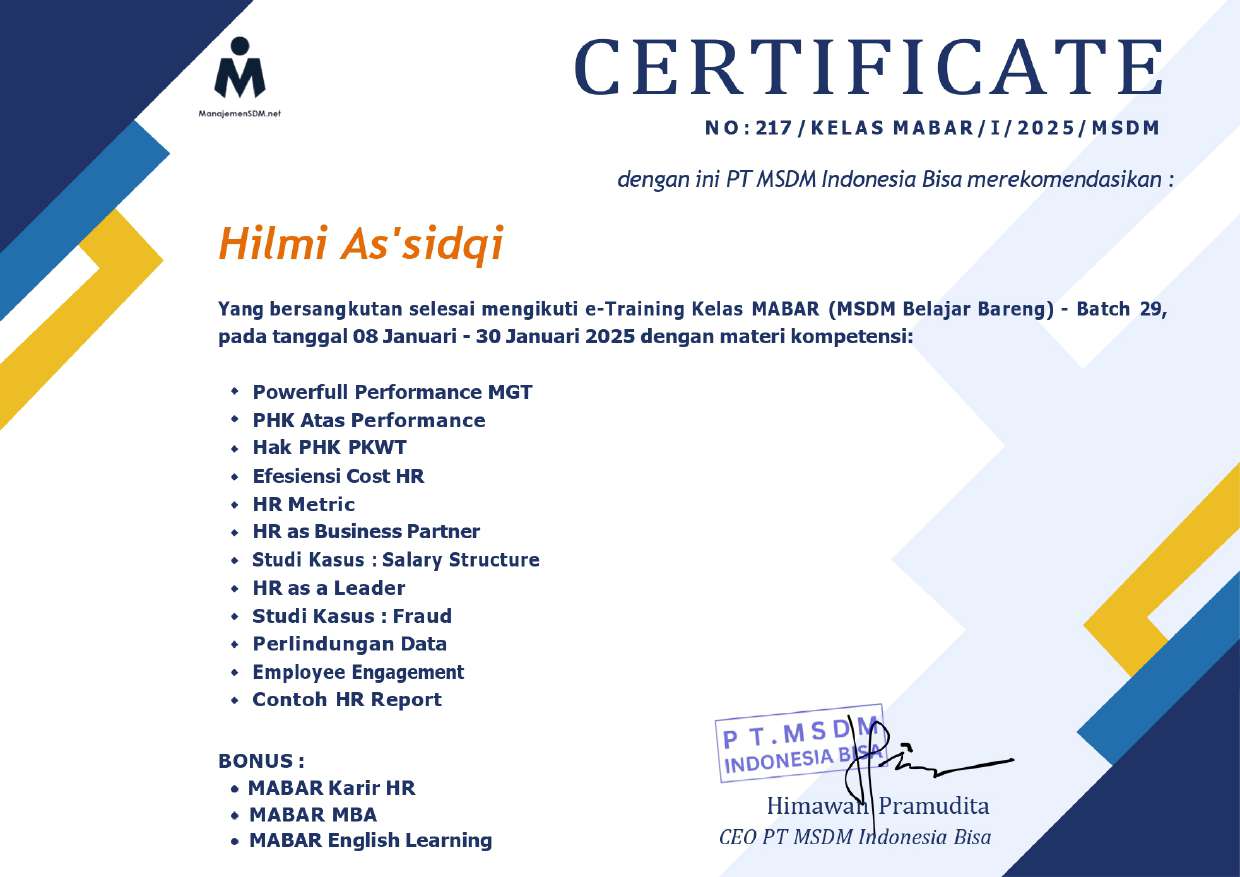 ManajemenSDM.net
CERTIFICATE
NO:217/KELAS MABAR/I/2025/MSDM
dengan ini PT MSDM Indonesia Bisa merekomendasikan :
Hilmi As'sidqi
Yang bersangkutan selesai mengikuti e-Training Kelas MABAR (MSDM Belajar Bareng) - Batch 29,
pada tanggal 08 Januari - 30 Januari 2025 dengan materi kompetensi:
Powerfull Performance MGT
PHK Atas Performance
Hak PHK PKWT
Efesiensi Cost HR
HR Metric
HR as Business Partner
Studi Kasus : Salary Structure
HR as a Leader
Studi Kasus : Fraud
Perlindungan Data
Employee Engagement
Contoh HR Report
BONUS :
MABAR Karir HR
MABAR MBA
MABAR English Learning
PT.MSDM
INDONESIA BISA
Himawan Pramudita
CEO PT MSDM Indonesia Bisa